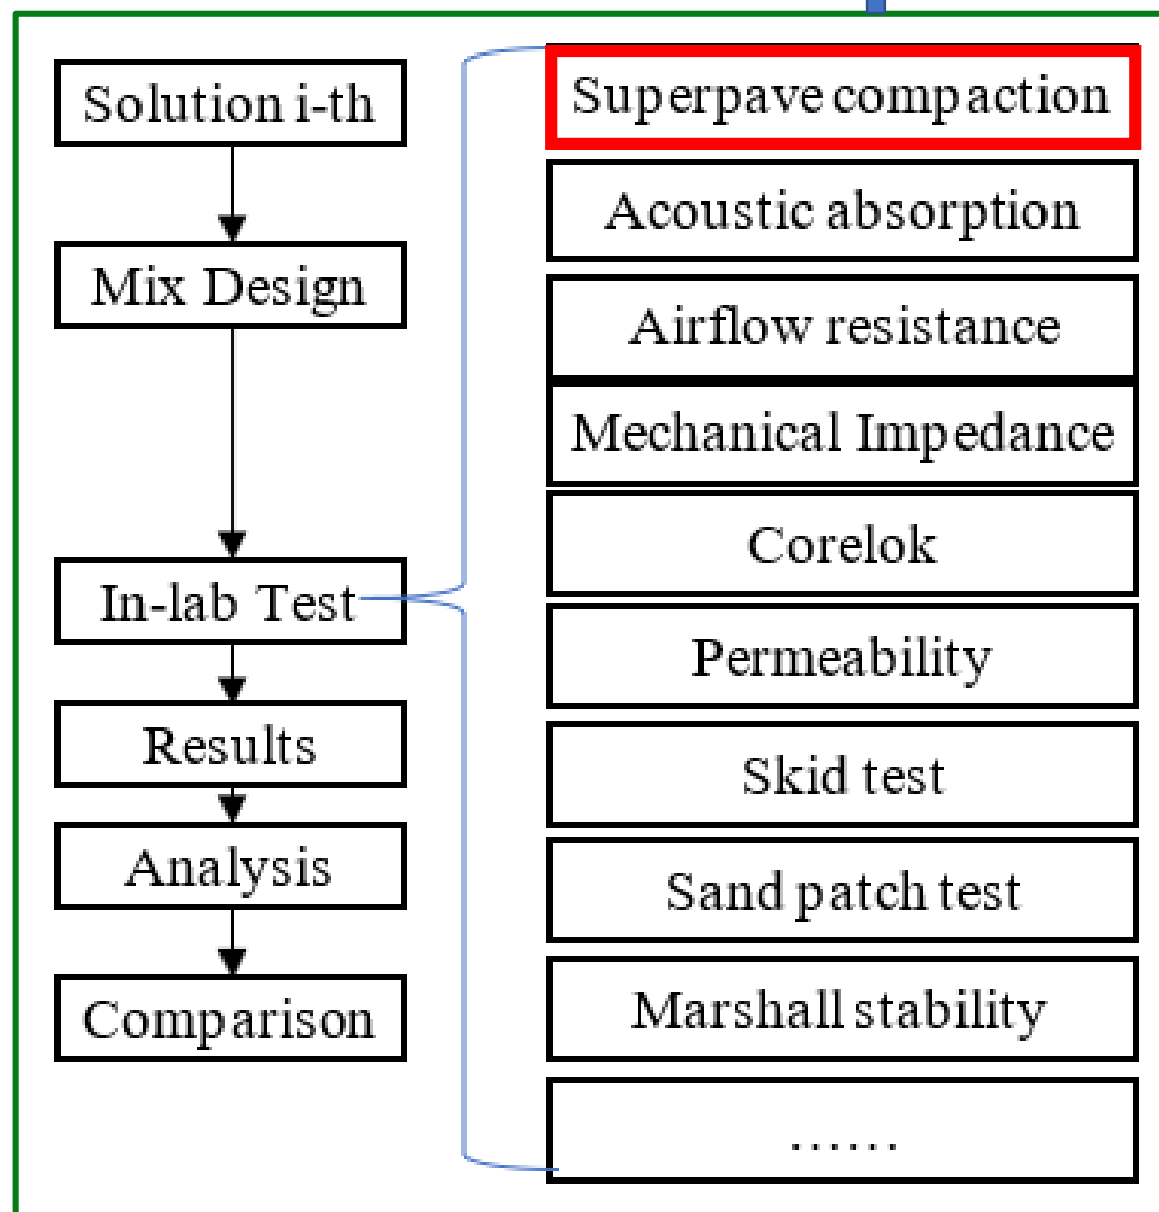 Solution i-th
Mix Design
In-lab Test
Results
Analysis
Comparison
Superpave compaction
Acoustic absorption
Airflow resistance
Mechanical Impedance
Corelok
Permeability
Skid test
Sand patch test
Marshall stability
......